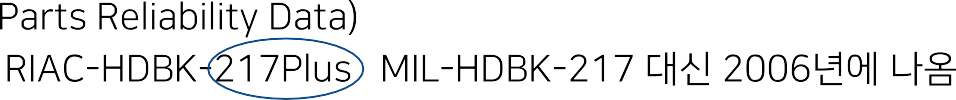 Parts Reliability Data)
RIAC-HDBK-217Plus MIL-HDBK-217 대신 2006년에 나옴